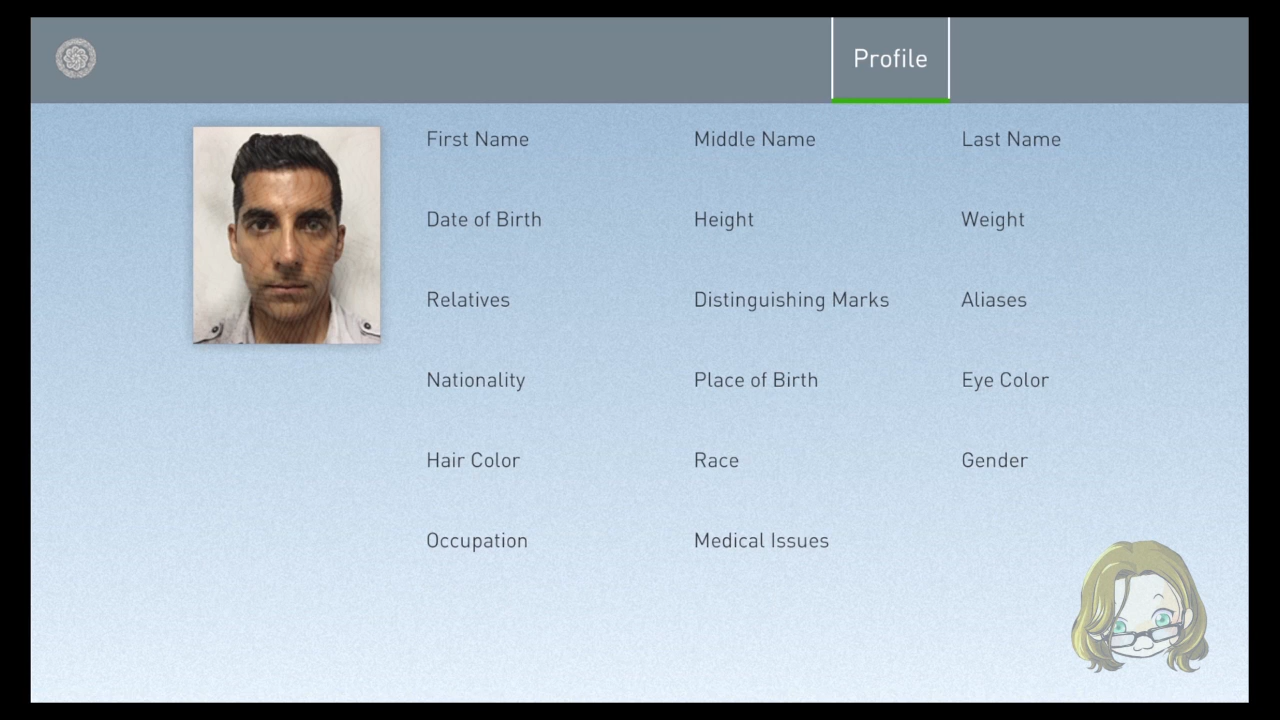 Profile
First Name Middle Name Last Name
Date of Birth Height Weight
Relatives Distinguishing Marks Aliases
Nationality Place of Birth Eye Color
Hair Color Race Gender
Occupation Medical Issues